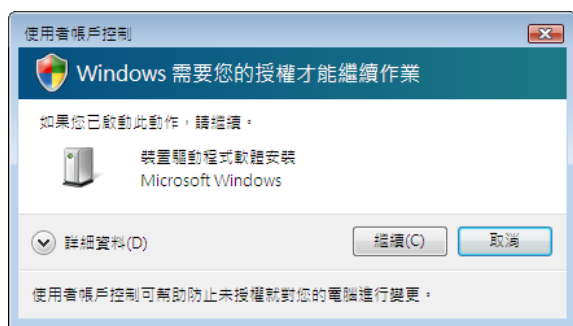 使用者帳戶控制
Windows 需要您的授權才能繼續作業
如果您已啟動此動作，請繼續。
裝置驅動程式軟體安裝
Microsoft Windows
詳細資料(D)
繼續(C)
取消
使用者帳戶控制可幫助防止未授權就對您的電腦進行變更。